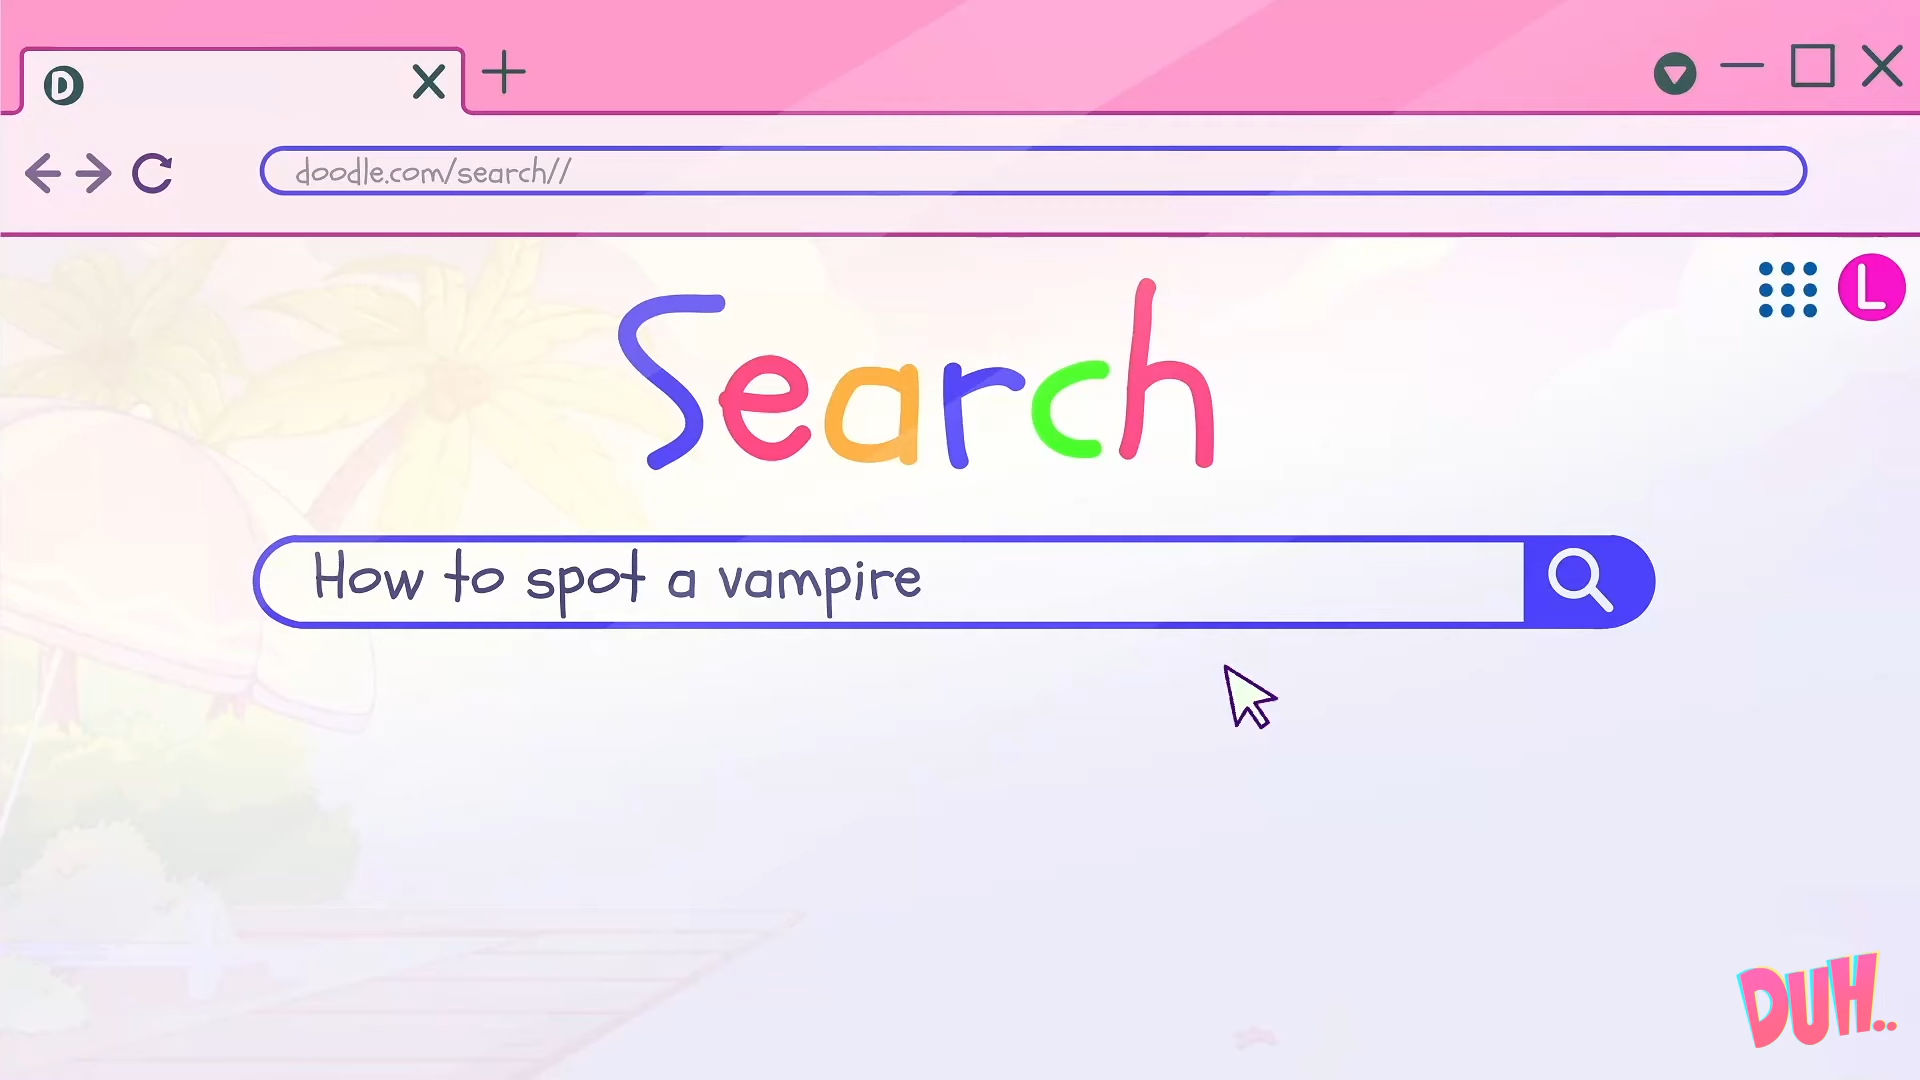 D
doodle.com/search//
L
Search
How to spot a vampire
DUH..